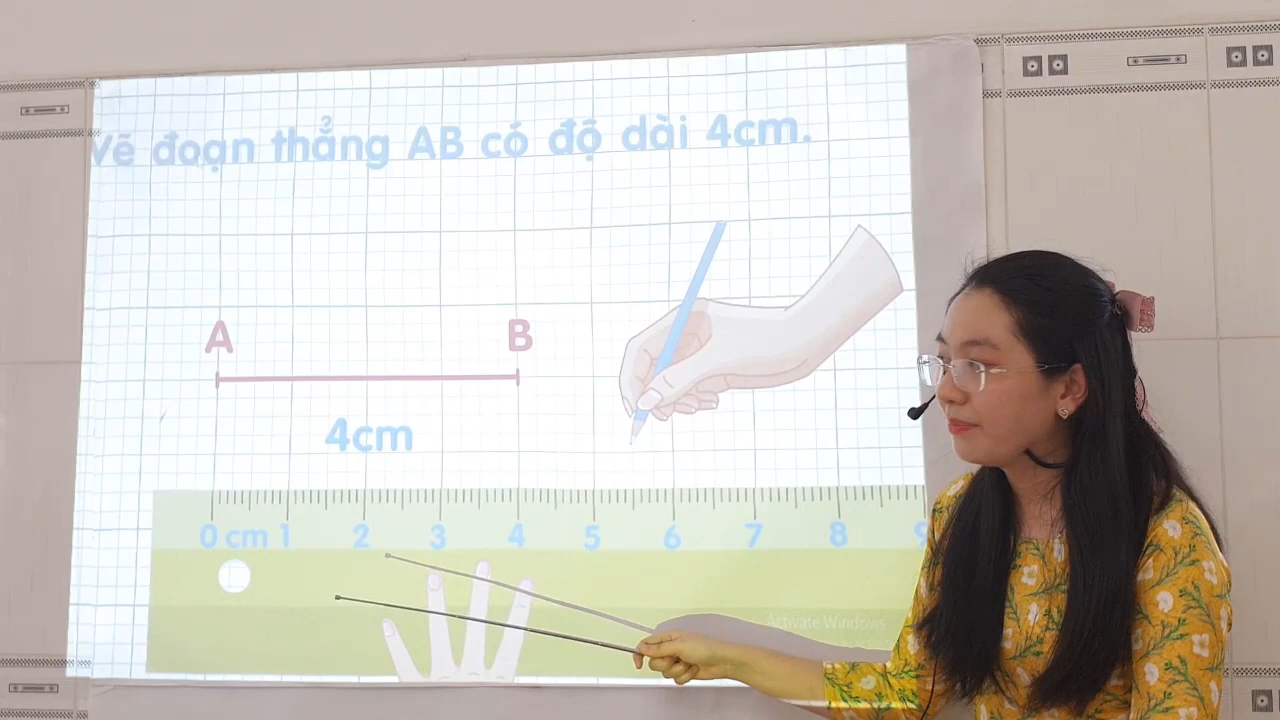 Vẽ đoạn thẳng AB có độ dài 4cm.
A B
4cm
0 cm 1 2 3 4 5 6 7 8 9
Activate Windows